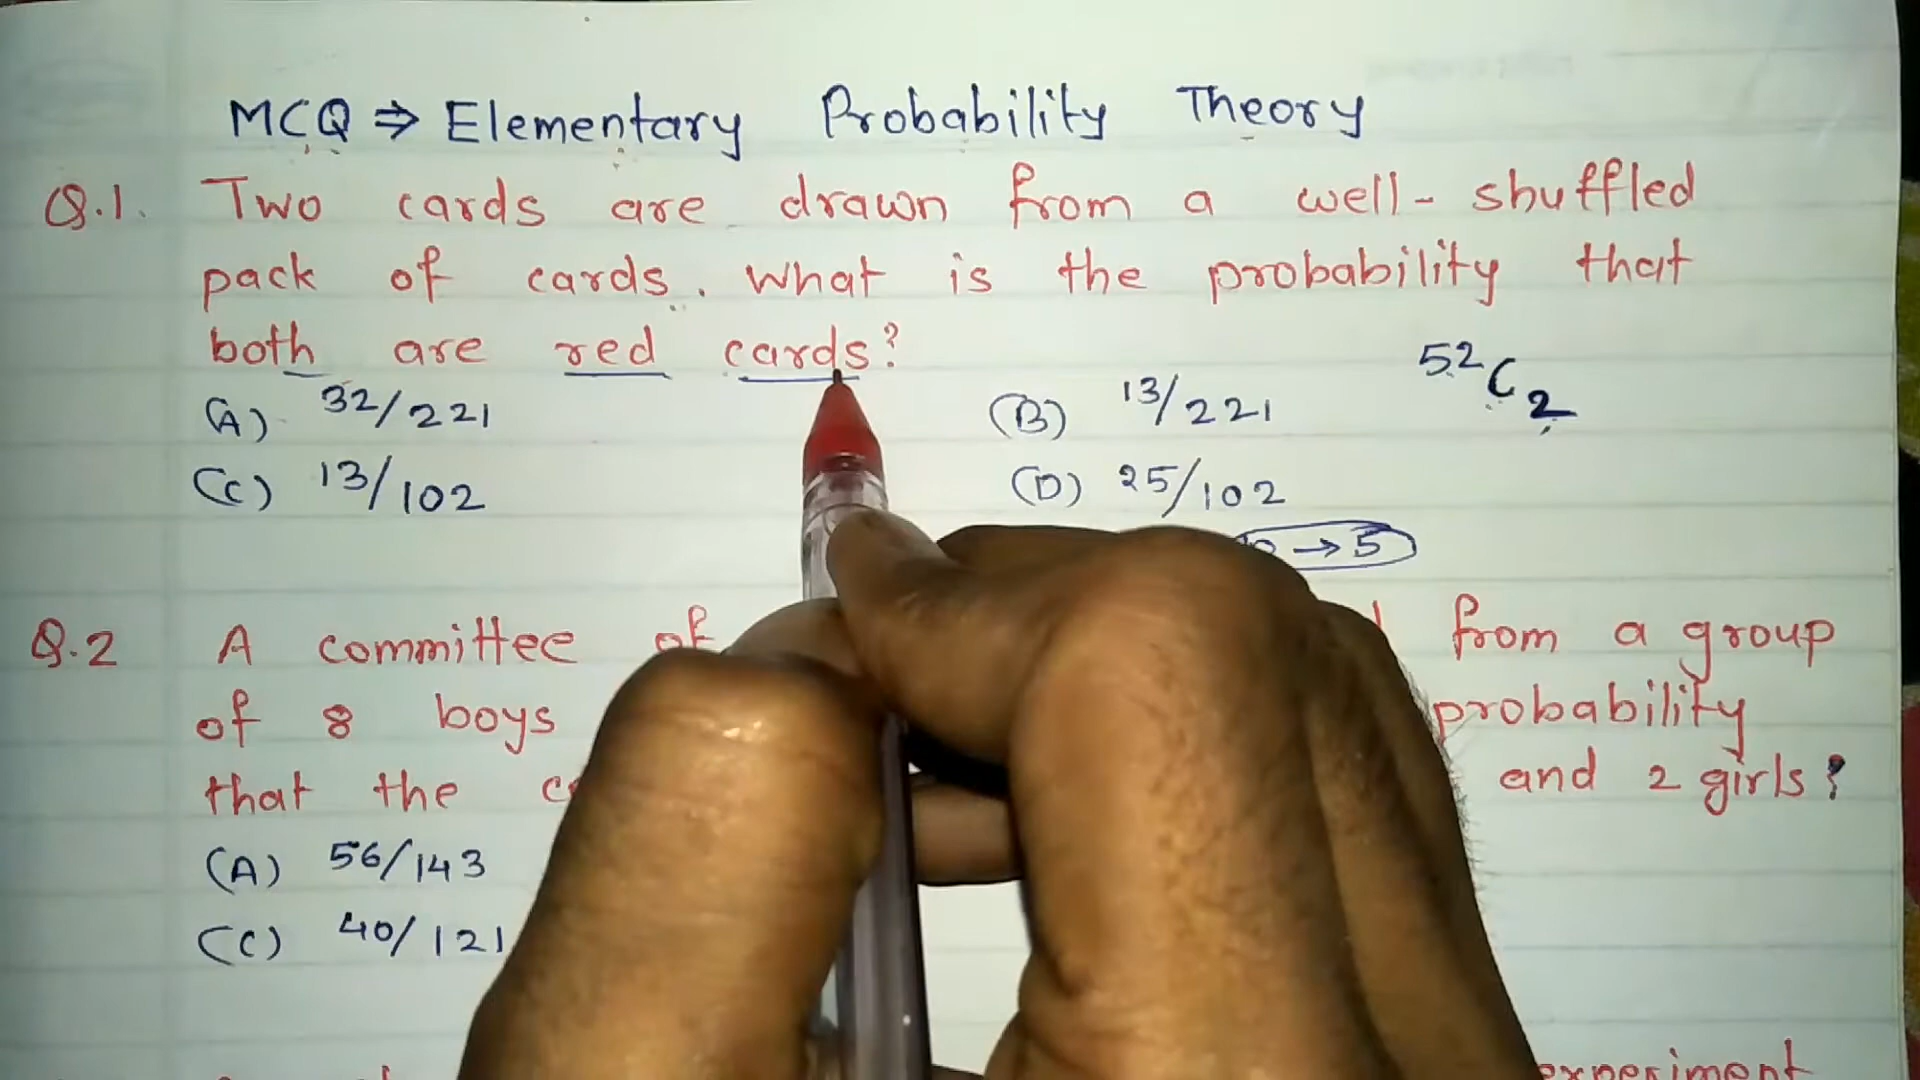 MCQ ⇒ Elementary Probability Theory
Q.1. Two cards are drawn from a well-shuffled
pack of cards. What is the probability that
both are red cards?
52C2
(A) 32/221 (B) 13/221
(C) 13/102 (D) 25/102
→ 5
Q.2 A committee of from a group
of 8 boys probability
that the and 2 girls?
(A) 56/143
(C) 40/121
experiment